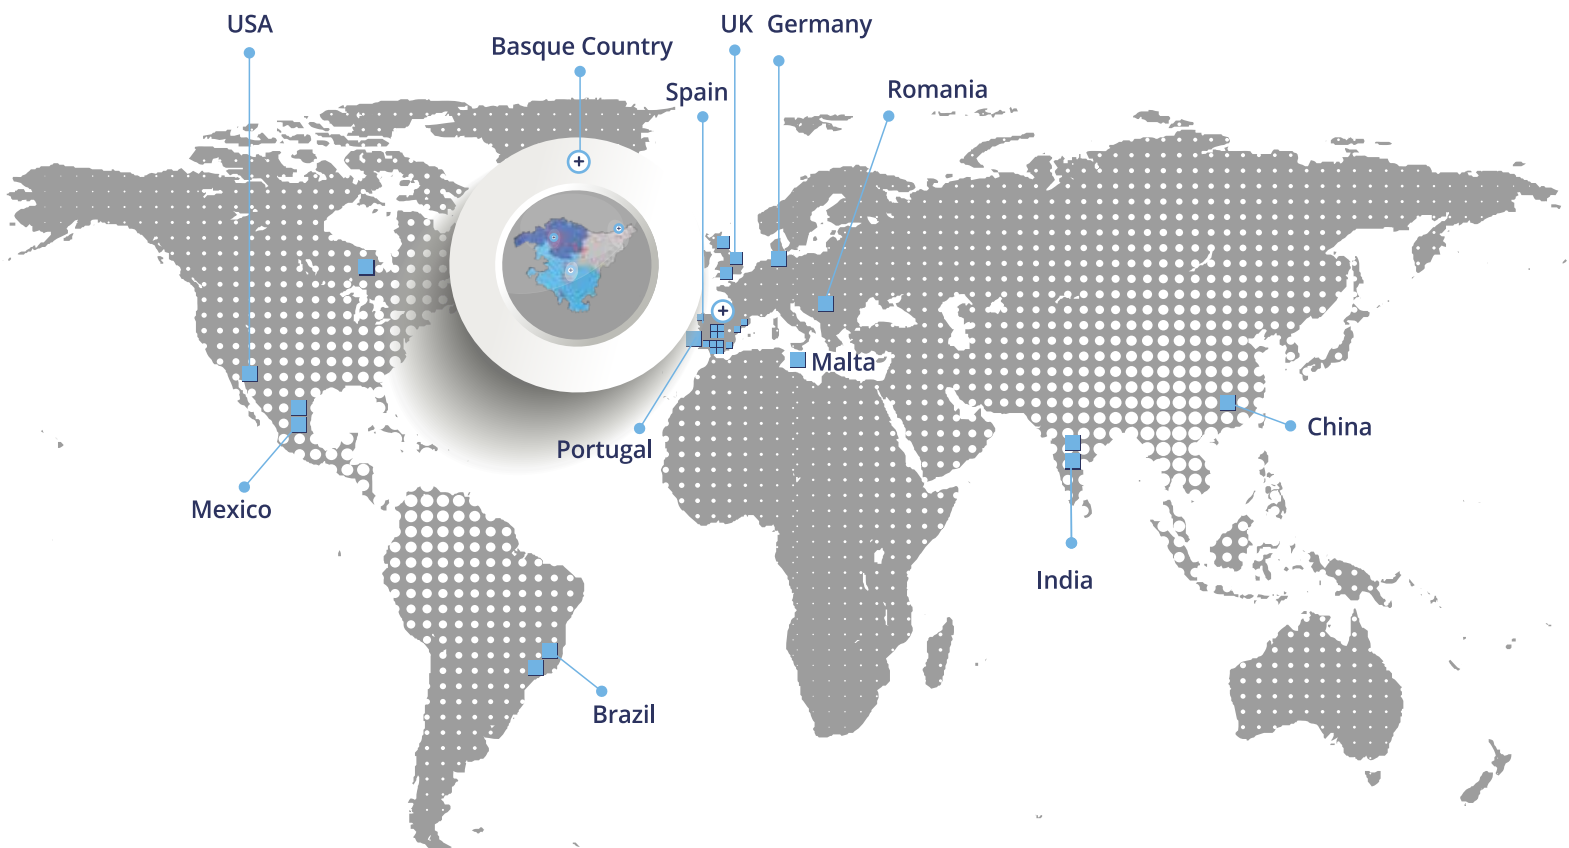 USA
UK
Germany
Basque Country
Spain
Romania
Malta
China
Portugal
Mexico
India
Brazil